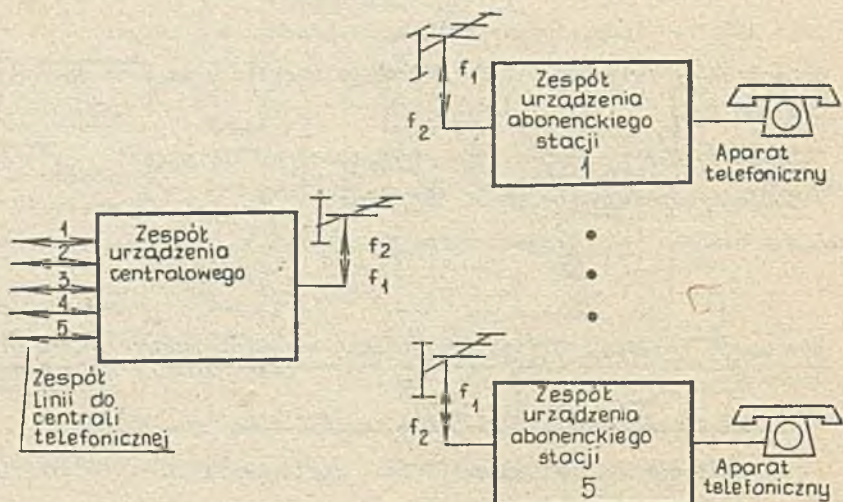 f₁
f₂
Zespół
urządzenia
abonenckiego
stacji
1
Aparat
telefoniczny
1
2
3
4
5
Zespół
urządzenia
centralowego
f₂
f₁
Zespół
linii do
centrali
telefonicznej
f₁
f₂
Zespół
urządzenia
abonenckiego
stacji
5
Aparat
telefoniczny